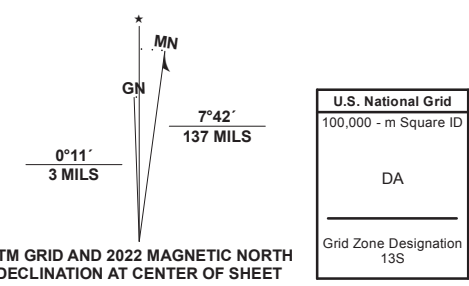 MN
GN
7°42´
137 MILS
0°11´
3 MILS
TM GRID AND 2022 MAGNETIC NORTH
DECLINATION AT CENTER OF SHEET
U.S. National Grid
100,000 - m Square ID
DA
Grid Zone Designation
13S